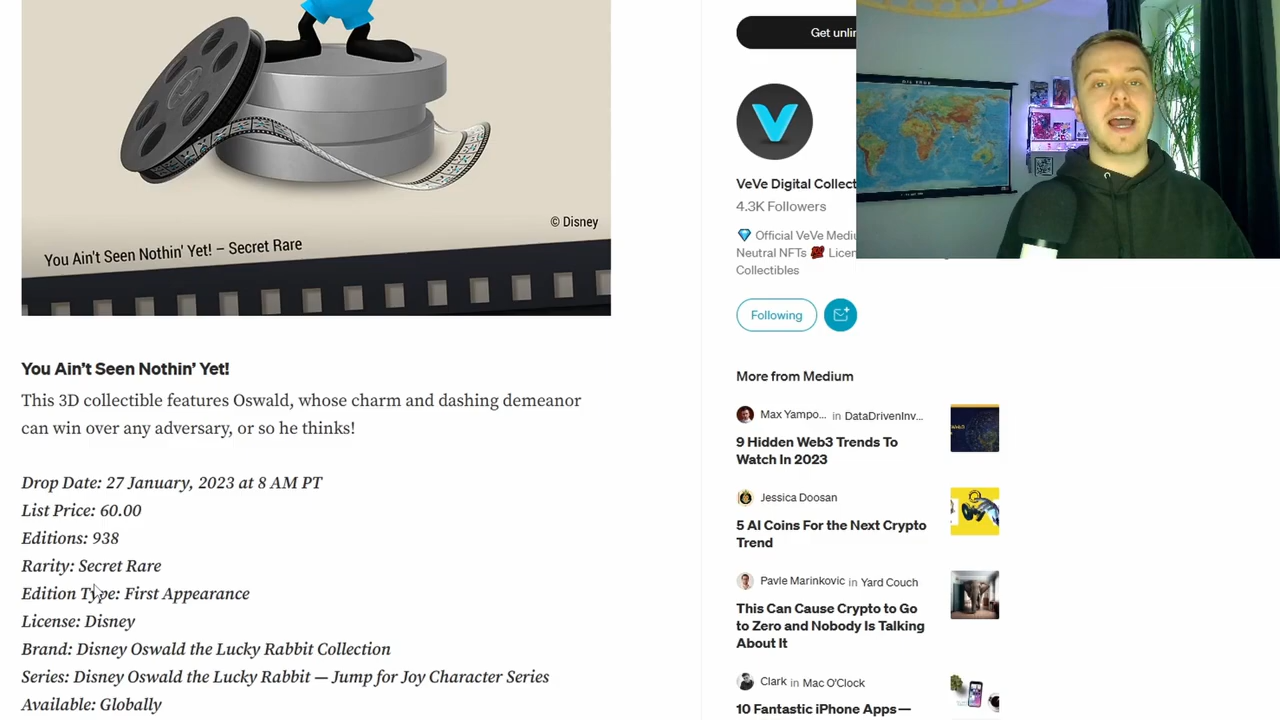 © Disney
You Ain't Seen Nothin' Yet! – Secret Rare
You Ain't Seen Nothin' Yet!
This 3D collectible features Oswald, whose charm and dashing demeanor
can win over any adversary, or so he thinks!
Drop Date: 27 January, 2023 at 8 AM PT
List Price: 60.00
Editions: 938
Rarity: Secret Rare
Edition Type: First Appearance
License: Disney
Brand: Disney Oswald the Lucky Rabbit Collection
Series: Disney Oswald the Lucky Rabbit — Jump for Joy Character Series
Available: Globally
Get unlim
V
VeVe Digital Collect
4.3K Followers
💎 Official VeVe Mediu
Neutral NFTs 💯 Licen
Collectibles
Following
More from Medium
Max Yampo... in DataDrivenInv...
9 Hidden Web3 Trends To
Watch In 2023
Jessica Doosan
5 AI Coins For the Next Crypto
Trend
Pavle Marinkovic in Yard Couch
This Can Cause Crypto to Go
to Zero and Nobody Is Talking
About It
Clark in Mac O'Clock
10 Fantastic iPhone Apps —